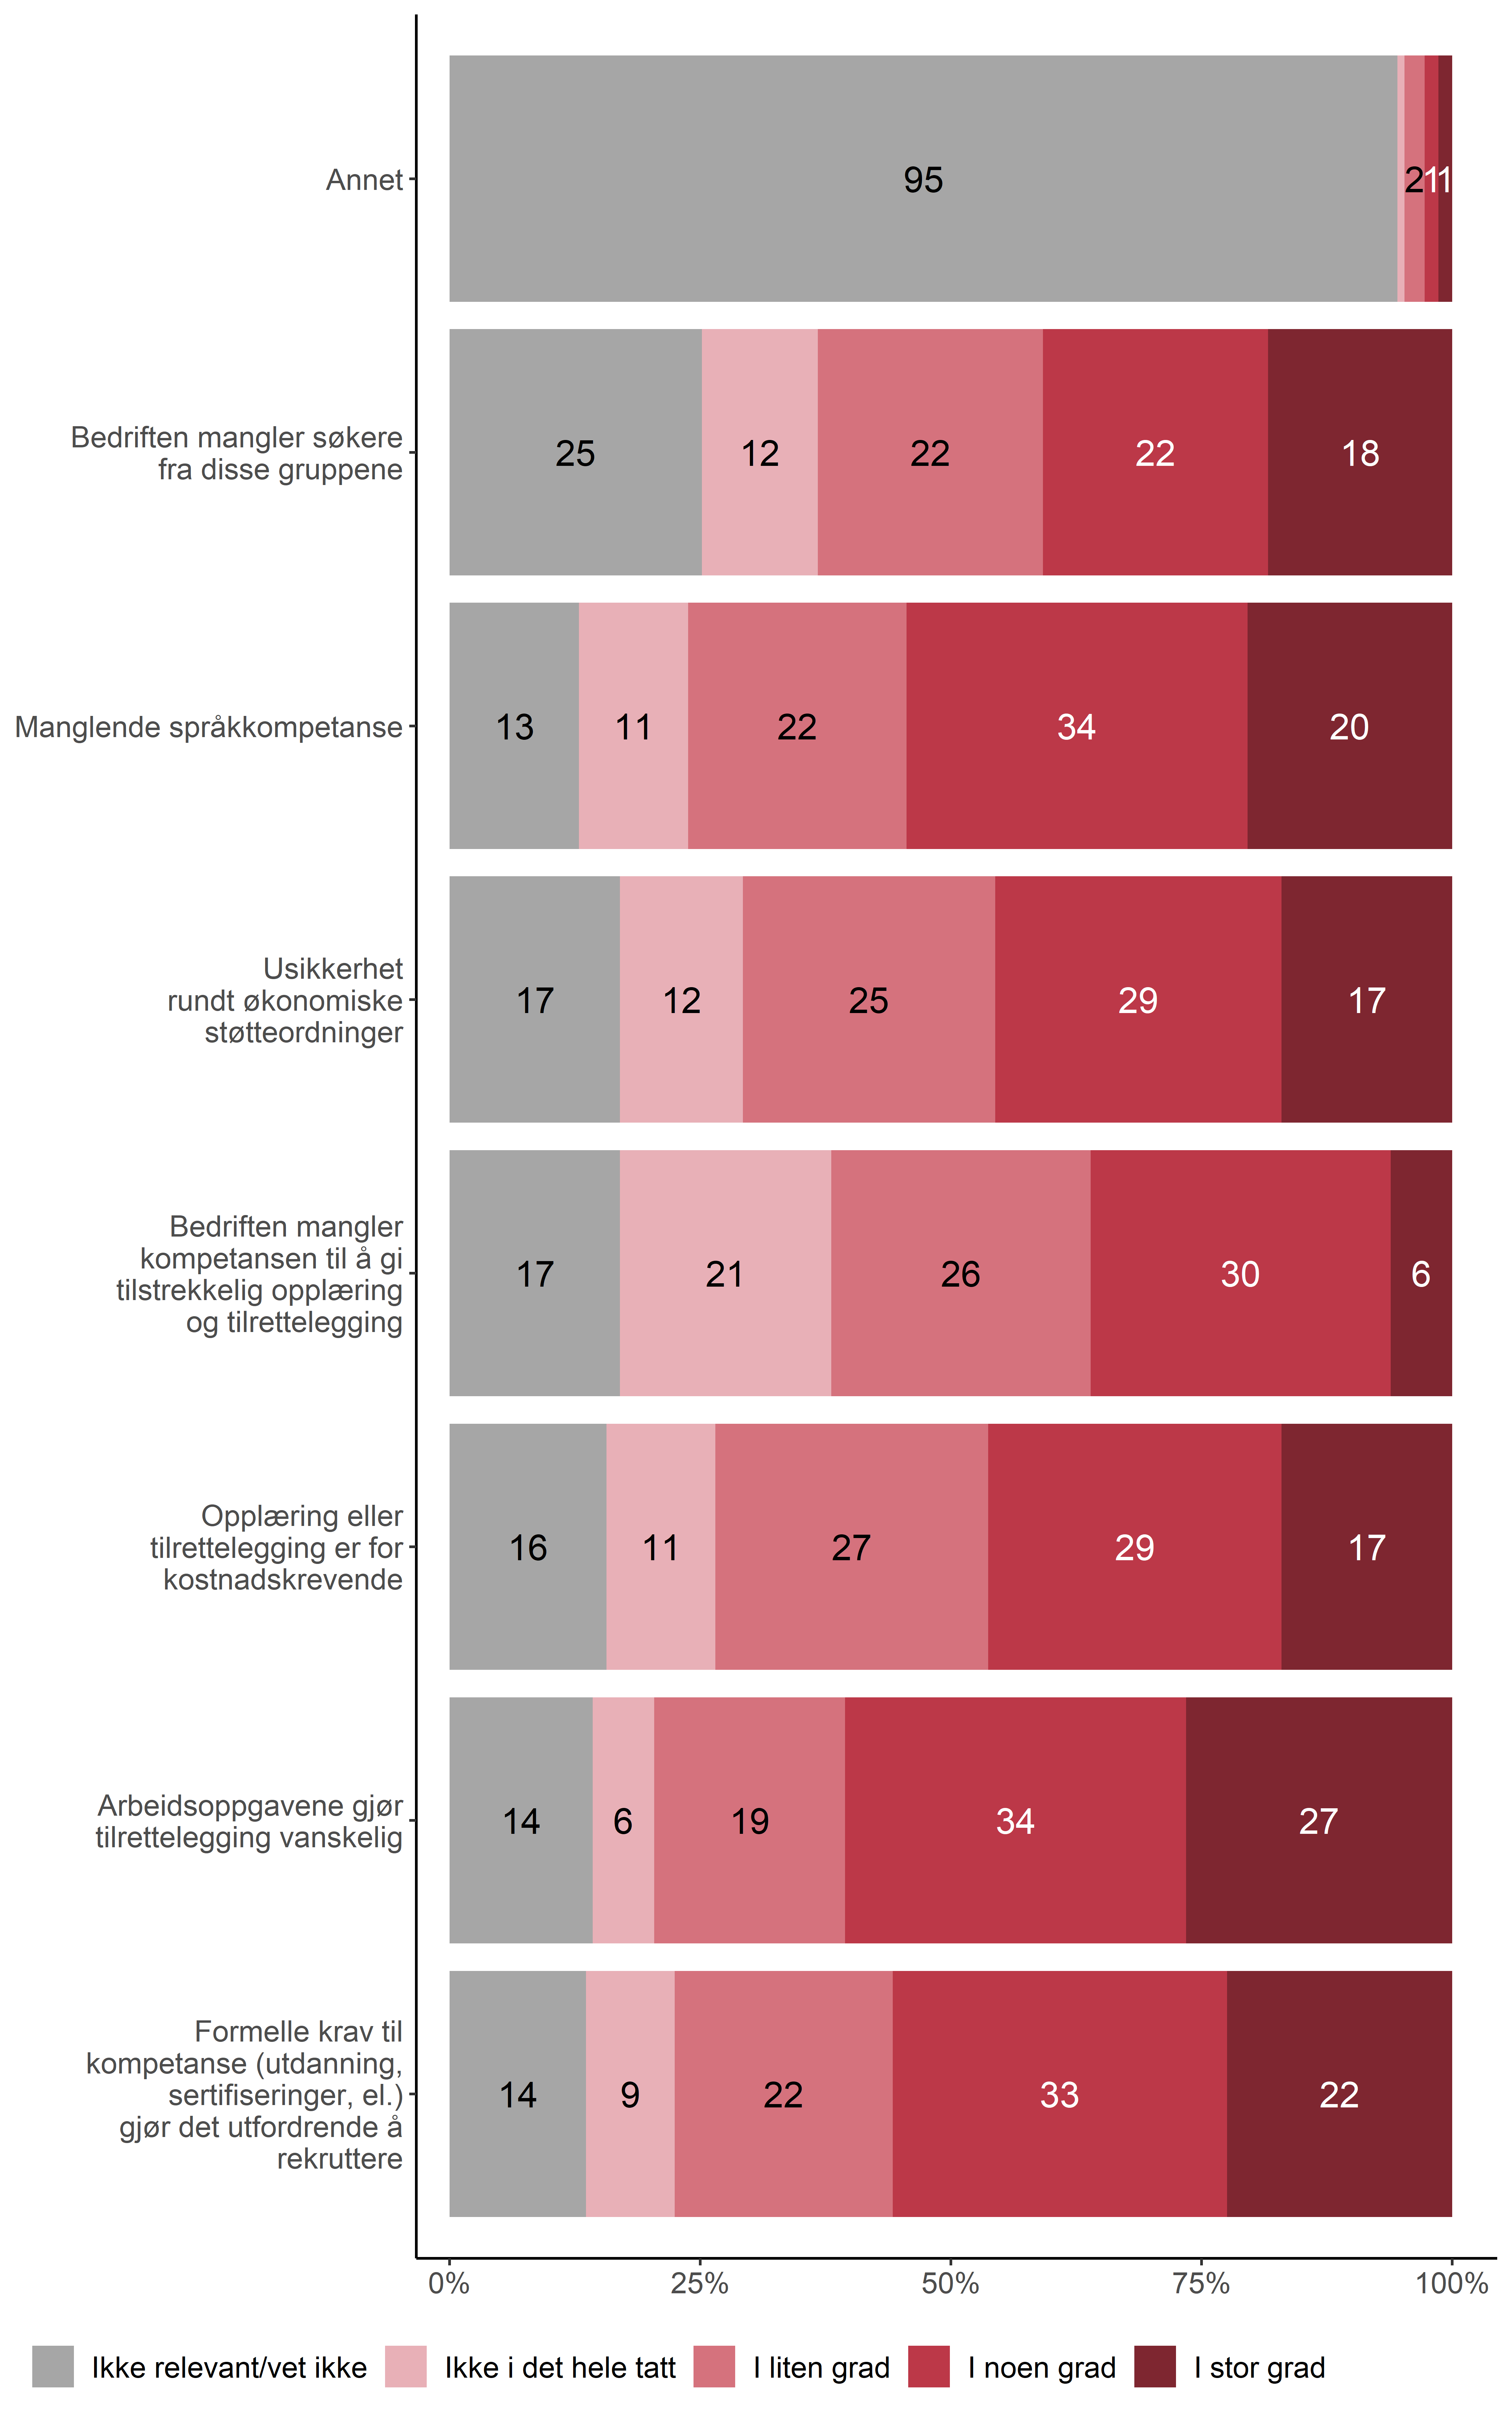 Annet
95
2
1
1
Bedriften mangler søkere
fra disse gruppene
25
12
22
22
18
Manglende språkkompetanse
13
11
22
34
20
Usikkerhet
rundt økonomiske
støtteordninger
17
12
25
29
17
Bedriften mangler
kompetansen til å gi
tilstrekkelig opplæring
og tilrettelegging
17
21
26
30
6
Opplæring eller
tilrettelegging er for
kostnadskrevende
16
11
27
29
17
Arbeidsoppgavene gjør
tilrettelegging vanskelig
14
6
19
34
27
Formelle krav til
kompetanse (utdanning,
sertifiseringer, el.)
gjør det utfordrende å
rekruttere
14
9
22
33
22
0%
25%
50%
75%
100%
Ikke relevant/vet ikke
Ikke i det hele tatt
I liten grad
I noen grad
I stor grad